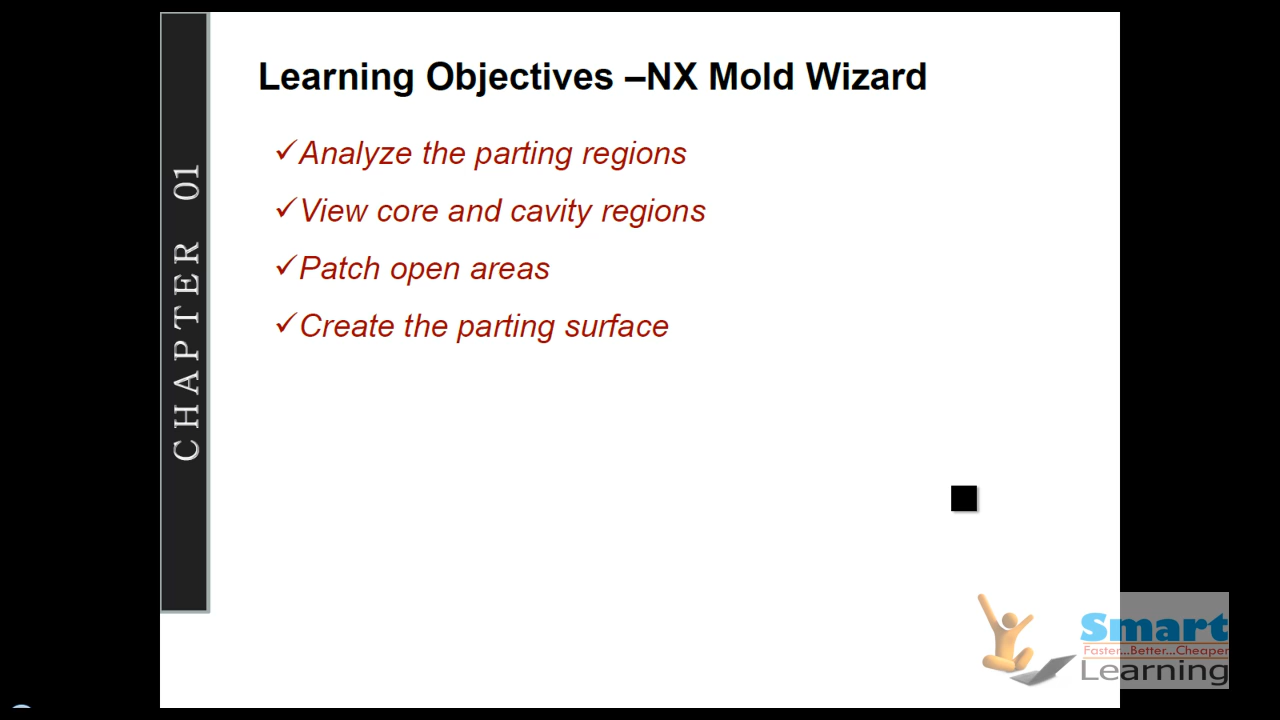 CHAPTER 01
Learning Objectives –NX Mold Wizard
✓Analyze the parting regions
✓View core and cavity regions
✓Patch open areas
✓Create the parting surface
Smart
Faster...Better...Cheaper
Learning